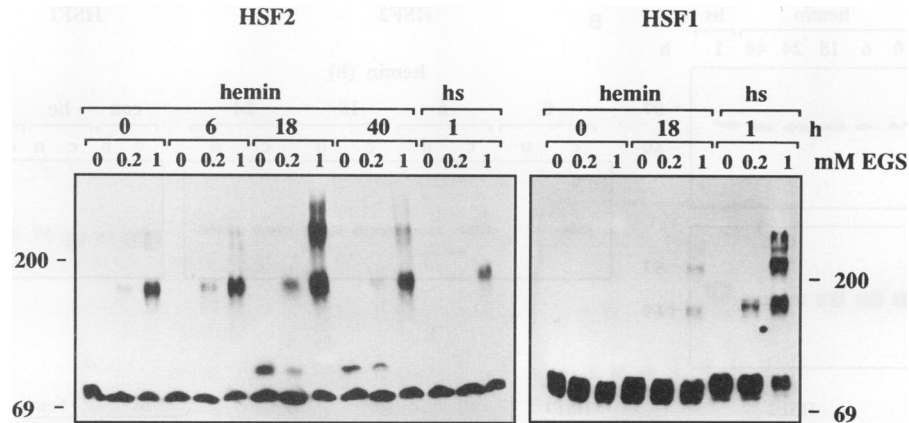 HSF2 HSF1
hemin hs hemin hs
0 6 18 40 1 0 18 1 h
0 0.2 1 0 0.2 1 0 0.2 1 0 0.2 1 0 0.2 1 0 0.2 1 0 0.2 1 0 0.2 1 mM EGS
200 - - 200
69 - - 69